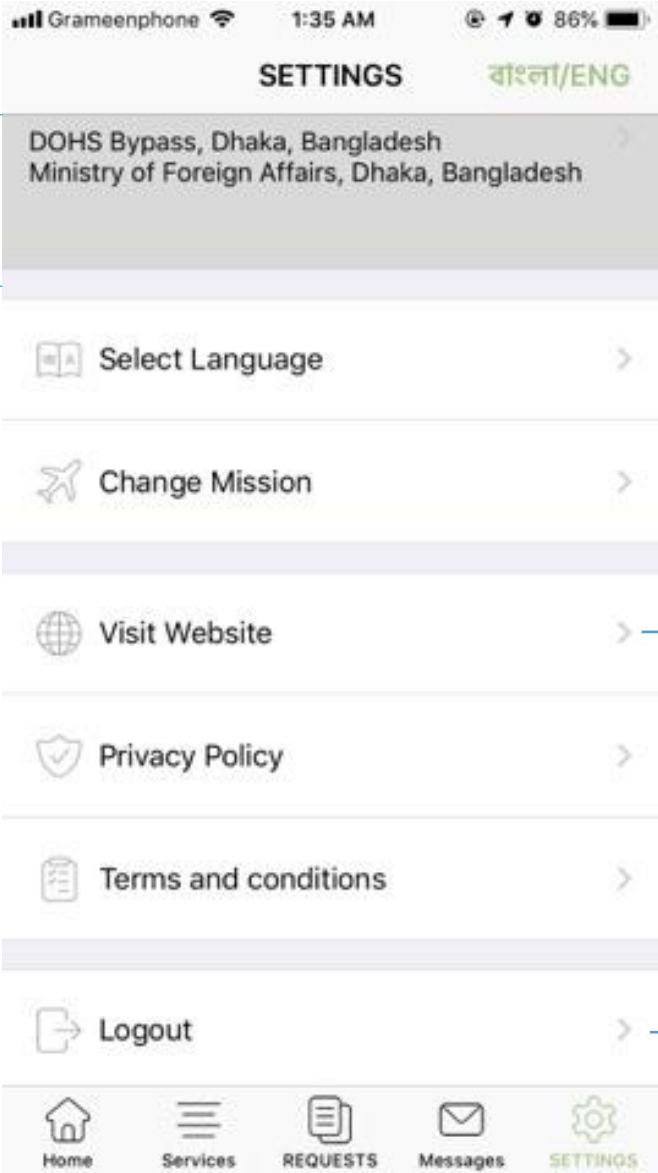 Grameenphone 1:35 AM 86%
SETTINGS বাংলা/ENG
DOHS Bypass, Dhaka, Bangladesh
Ministry of Foreign Affairs, Dhaka, Bangladesh
Select Language
Change Mission
Visit Website
Privacy Policy
Terms and conditions
Logout
Home Services REQUESTS Messages SETTINGS